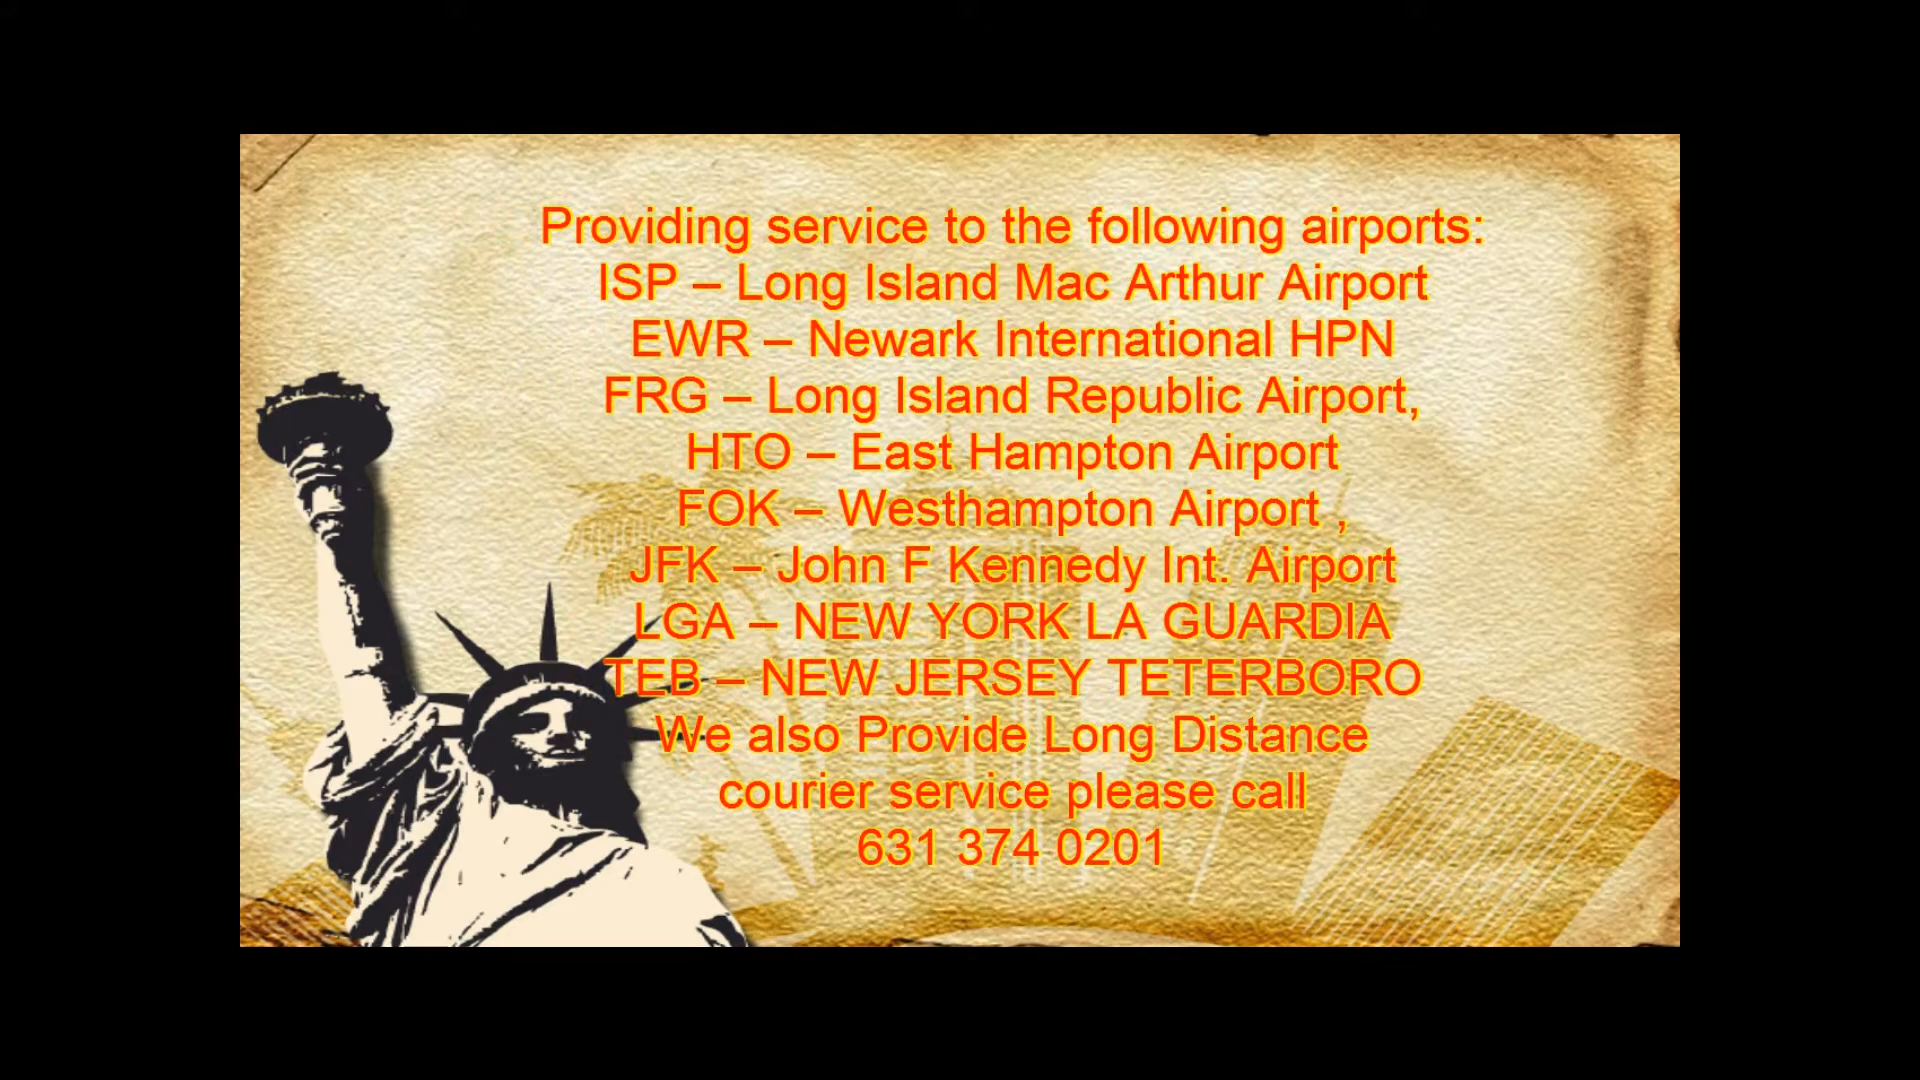 Providing service to the following airports:
ISP – Long Island Mac Arthur Airport
EWR – Newark International HPN
FRG – Long Island Republic Airport,
HTO – East Hampton Airport
FOK – Westhampton Airport ,
JFK – John F Kennedy Int. Airport
LGA – NEW YORK LA GUARDIA
TEB – NEW JERSEY TETERBORO
We also Provide Long Distance
courier service please call
631 374 0201